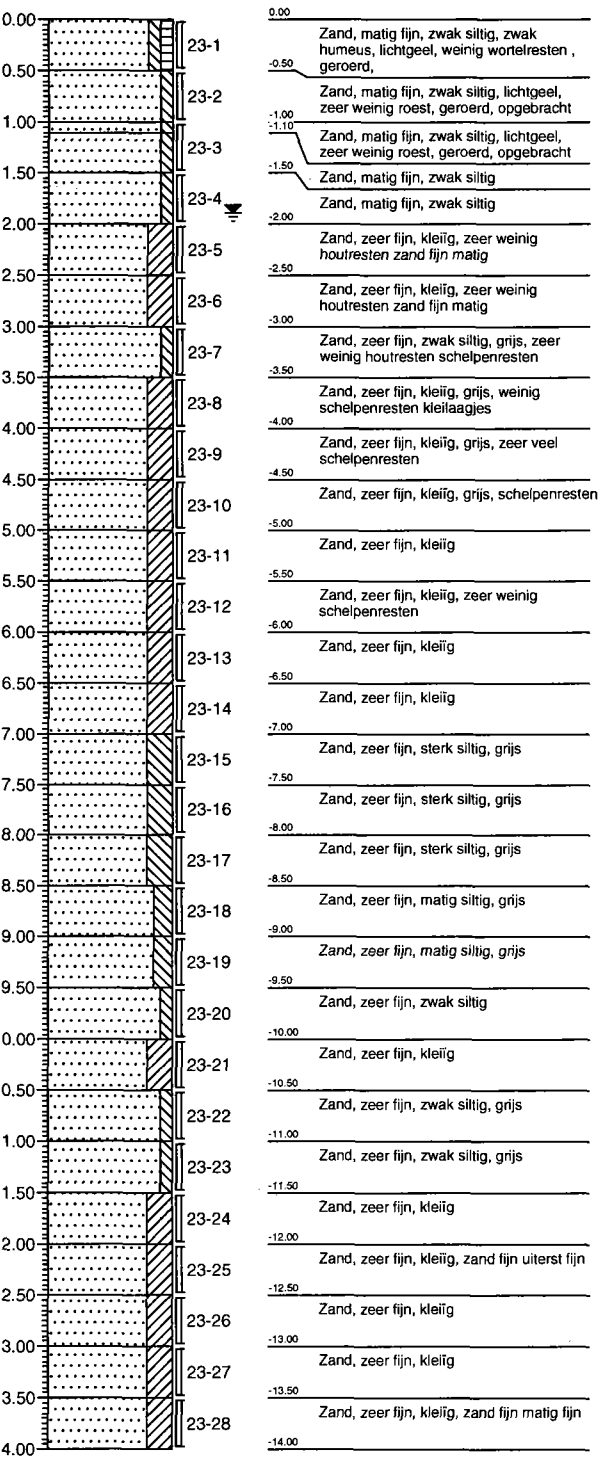 0.00
0.50
1.00
1.50
2.00
2.50
3.00
3.50
4.00
4.50
5.00
5.50
6.00
6.50
7.00
7.50
8.00
8.50
9.00
9.50
0.00
0.50
1.00
1.50
2.00
2.50
3.00
3.50
4.00
23-1
23-2
23-3
23-4
23-5
23-6
23-7
23-8
23-9
23-10
23-11
23-12
23-13
23-14
23-15
23-16
23-17
23-18
23-19
23-20
23-21
23-22
23-23
23-24
23-25
23-26
23-27
23-28
0.00
Zand, matig fijn, zwak siltig, zwak
humeus, lichtgeel, weinig wortelresten ,
geroerd,
-0.50
Zand, matig fijn, zwak siltig, lichtgeel,
zeer weinig roest, geroerd, opgebracht
-1.00
-1.10
Zand, matig fijn, zwak siltig, lichtgeel,
zeer weinig roest, geroerd, opgebracht
-1.50
Zand, matig fijn, zwak siltig
Zand, matig fijn, zwak siltig
-2.00
Zand, zeer fijn, kleiïg, zeer weinig
houtresten zand fijn matig
-2.50
Zand, zeer fijn, kleiïg, zeer weinig
houtresten zand fijn matig
-3.00
Zand, zeer fijn, zwak siltig, grijs, zeer
weinig houtresten schelpenresten
-3.50
Zand, zeer fijn, kleiïg, grijs, weinig
schelpenresten kleilaagjes
-4.00
Zand, zeer fijn, kleiïg, grijs, zeer veel
schelpenresten
-4.50
Zand, zeer fijn, kleiïg, grijs, schelpenresten
-5.00
Zand, zeer fijn, kleiïg
-5.50
Zand, zeer fijn, kleiïg, zeer weinig
schelpenresten
-6.00
Zand, zeer fijn, kleiïg
-6.50
Zand, zeer fijn, kleiïg
-7.00
Zand, zeer fijn, sterk siltig, grijs
-7.50
Zand, zeer fijn, sterk siltig, grijs
-8.00
Zand, zeer fijn, sterk siltig, grijs
-8.50
Zand, zeer fijn, matig siltig, grijs
-9.00
Zand, zeer fijn, matig siltig, grijs
-9.50
Zand, zeer fijn, zwak siltig
-10.00
Zand, zeer fijn, kleiïg
-10.50
Zand, zeer fijn, zwak siltig, grijs
-11.00
Zand, zeer fijn, zwak siltig, grijs
-11.50
Zand, zeer fijn, kleiïg
-12.00
Zand, zeer fijn, kleiïg, zand fijn uiterst fijn
-12.50
Zand, zeer fijn, kleiïg
-13.00
Zand, zeer fijn, kleiïg
-13.50
Zand, zeer fijn, kleiïg, zand fijn matig fijn
-14.00